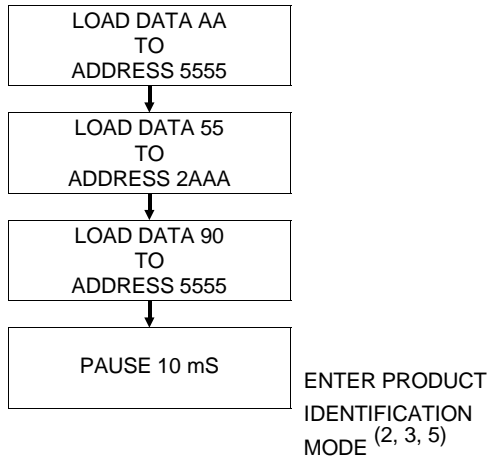 LOAD DATA AA
TO
ADDRESS 5555
LOAD DATA 55
TO
ADDRESS 2AAA
LOAD DATA 90
TO
ADDRESS 5555
PAUSE 10 mS
ENTER PRODUCT
IDENTIFICATION
MODE (2, 3, 5)